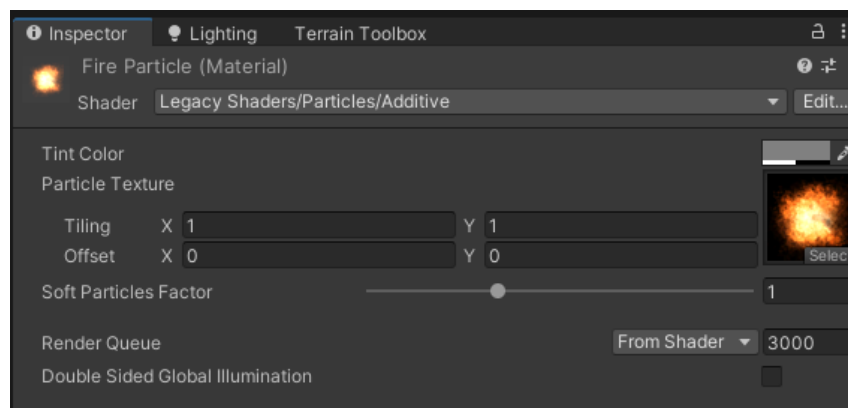 Inspector Lighting Terrain Toolbox
Fire Particle (Material)
Shader Legacy Shaders/Particles/Additive Edit...
Tint Color
Particle Texture
Tiling X 1 Y 1
Offset X 0 Y 0
Selec
Soft Particles Factor 1
Render Queue From Shader 3000
Double Sided Global Illumination